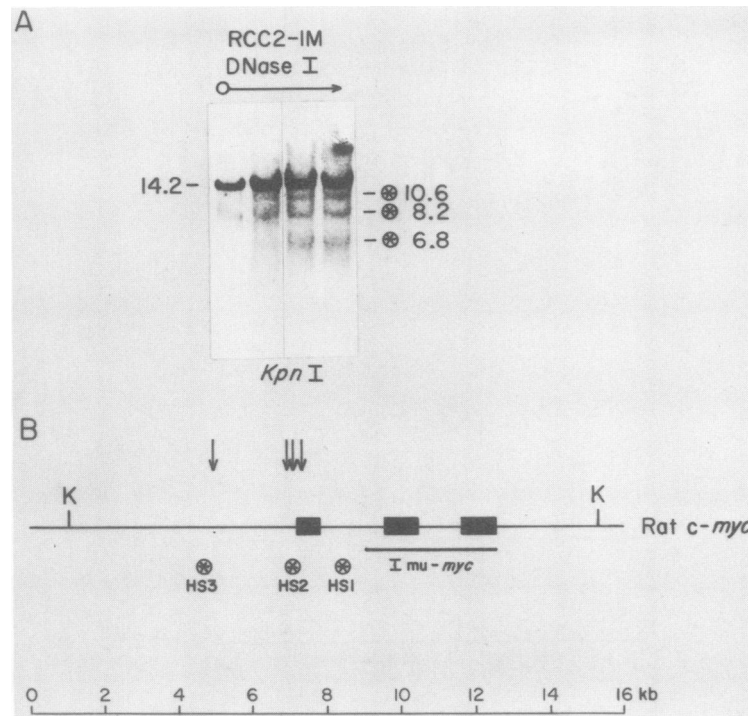 A
RCC2-IM
DNase I
14.2
10.6
8.2
6.8
Kpn I
B
K
K
Rat c-myc
HS3
HS2
HS1
I mu-myc
0 2 4 6 8 10 12 14 16 kb